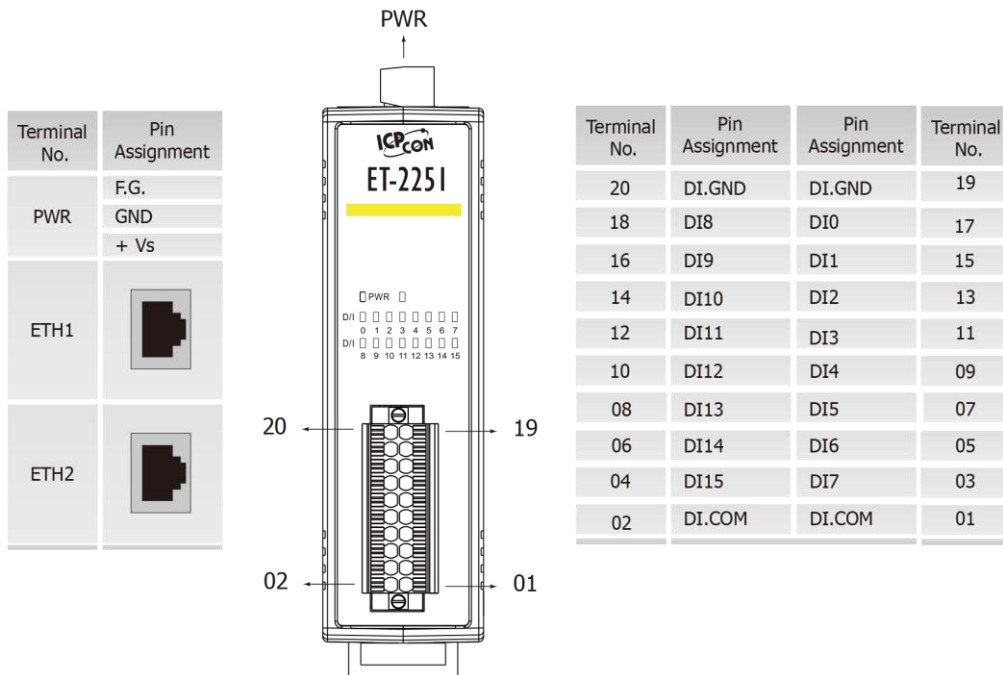 PWR
Terminal No. Pin Assignment
PWR F.G.
GND
+ Vs
ETH1
ETH2
ICP CON
ET-2251
PWR
D/I
0 1 2 3 4 5 6 7
D/I
8 9 10 11 12 13 14 15
20 19
02 01
Terminal No. Pin Assignment Pin Assignment Terminal No.
20 DI.GND DI.GND 19
18 DI8 DI0 17
16 DI9 DI1 15
14 DI10 DI2 13
12 DI11 DI3 11
10 DI12 DI4 09
08 DI13 DI5 07
06 DI14 DI6 05
04 DI15 DI7 03
02 DI.COM DI.COM 01